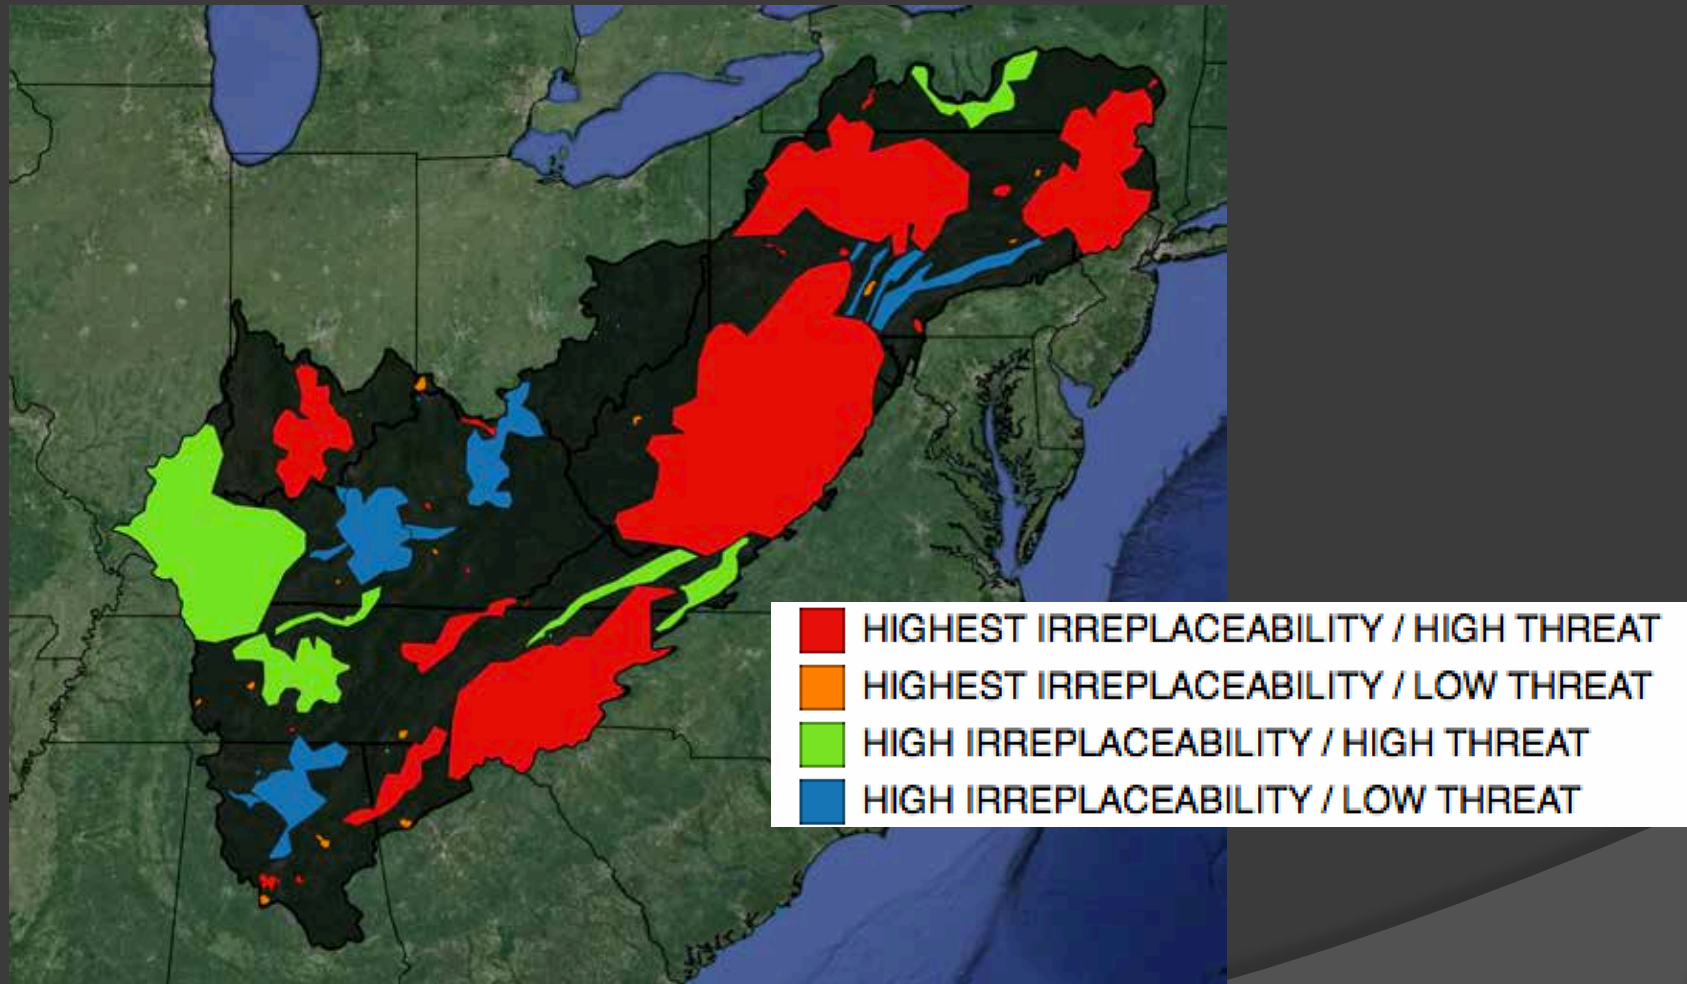 HIGHEST IRREPLACEABILITY / HIGH THREAT
HIGHEST IRREPLACEABILITY / LOW THREAT
HIGH IRREPLACEABILITY / HIGH THREAT
HIGH IRREPLACEABILITY / LOW THREAT